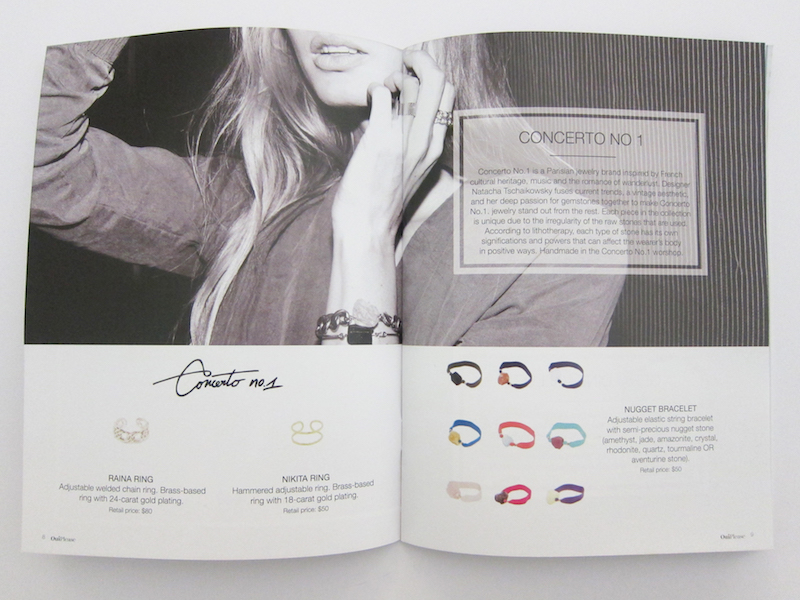 CONCERTO NO 1
Concerto No.1 is a Parisian jewelry brand inspired by French
cultural heritage, music and the romance of wanderlust. Designer
Natacha Tschaikowsky fuses current trends, a vintage aesthetic,
and her deep passion for gemstones together to make Concerto
No.1. jewelry stand out from the rest. Each piece in the collection
is unique due to the irregularity of the raw stones that are used.
According to lithotherapy, each type of stone has its own
significations and powers that can affect the wearer's body
in positive ways. Handmade in the Concerto No.1 worshop.
Concerto no.1
RAINA RING
Adjustable welded chain ring. Brass-based
ring with 24-carat gold plating.
Retail price: $80
NIKITA RING
Hammered adjustable ring. Brass-based
ring with 18-carat gold plating.
Retail price: $50
NUGGET BRACELET
Adjustable elastic string bracelet
with semi-precious nugget stone
(amethyst, jade, amazonite, crystal,
rhodonite, quartz, tourmaline OR
aventurine stone).
Retail price: $50
OuiPlease
OuiPlease